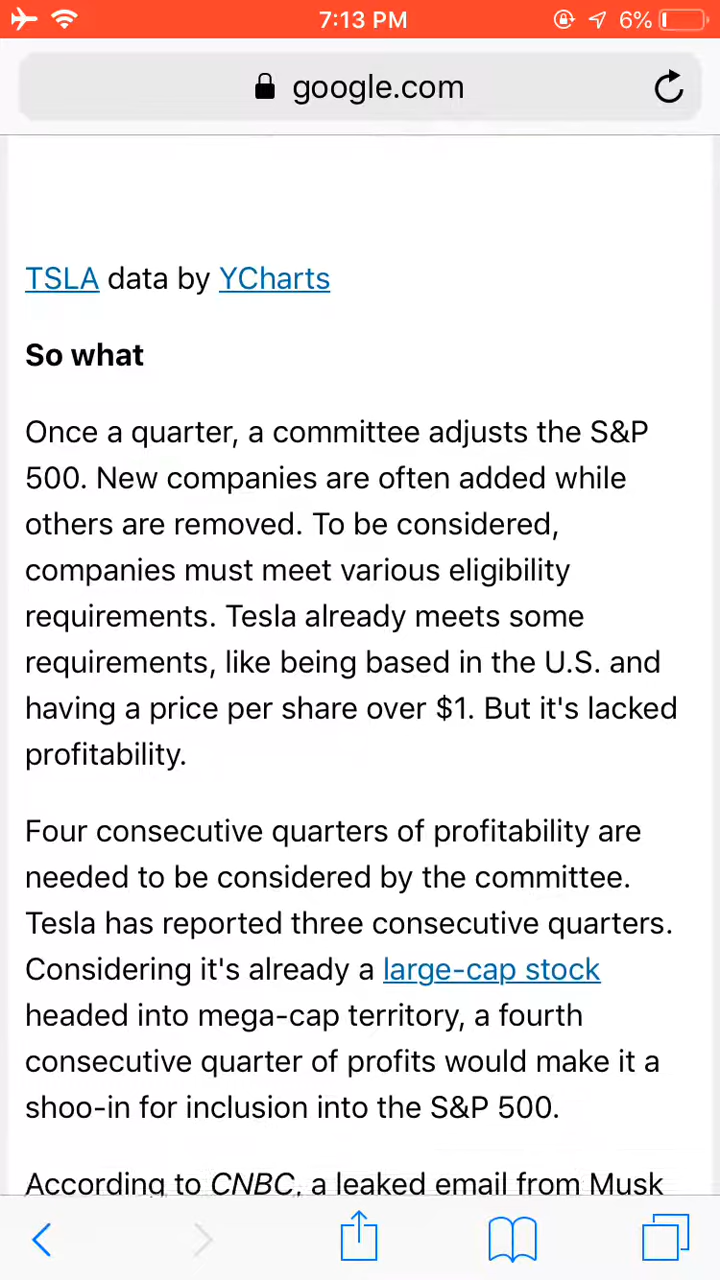 7:13 PM
6%
google.com
TSLA data by YCharts
So what
Once a quarter, a committee adjusts the S&P
500. New companies are often added while
others are removed. To be considered,
companies must meet various eligibility
requirements. Tesla already meets some
requirements, like being based in the U.S. and
having a price per share over $1. But it's lacked
profitability.
Four consecutive quarters of profitability are
needed to be considered by the committee.
Tesla has reported three consecutive quarters.
Considering it's already a large-cap stock
headed into mega-cap territory, a fourth
consecutive quarter of profits would make it a
shoo-in for inclusion into the S&P 500.
According to CNBC, a leaked email from Musk